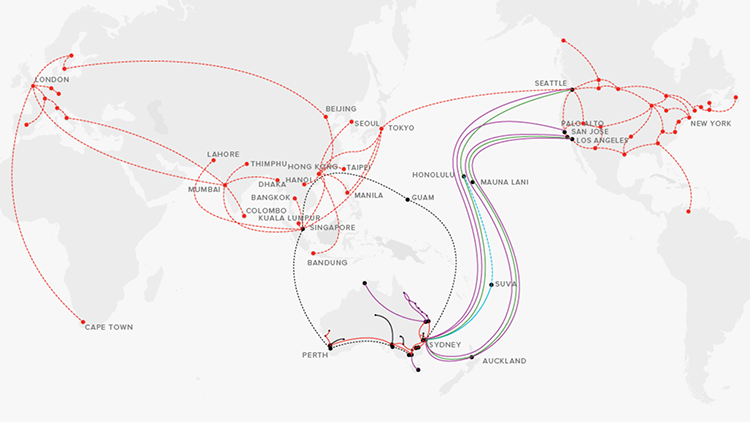 LONDON
SEATTLE
BEIJING
SEOUL
TOKYO
PALO ALTO
NEW YORK
SAN JOSE
LOS ANGELES
LAHORE
THIMPHU
HONG KONG
TAIPEI
HONOLULU
MAUNA LANI
MUMBAI
DHAKA
HANOI
BANGKOK
MANILA
GUAM
COLOMBO
KUALA LUMPUR
SINGAPORE
BANDUNG
SUVA
CAPE TOWN
PERTH
SYDNEY
AUCKLAND